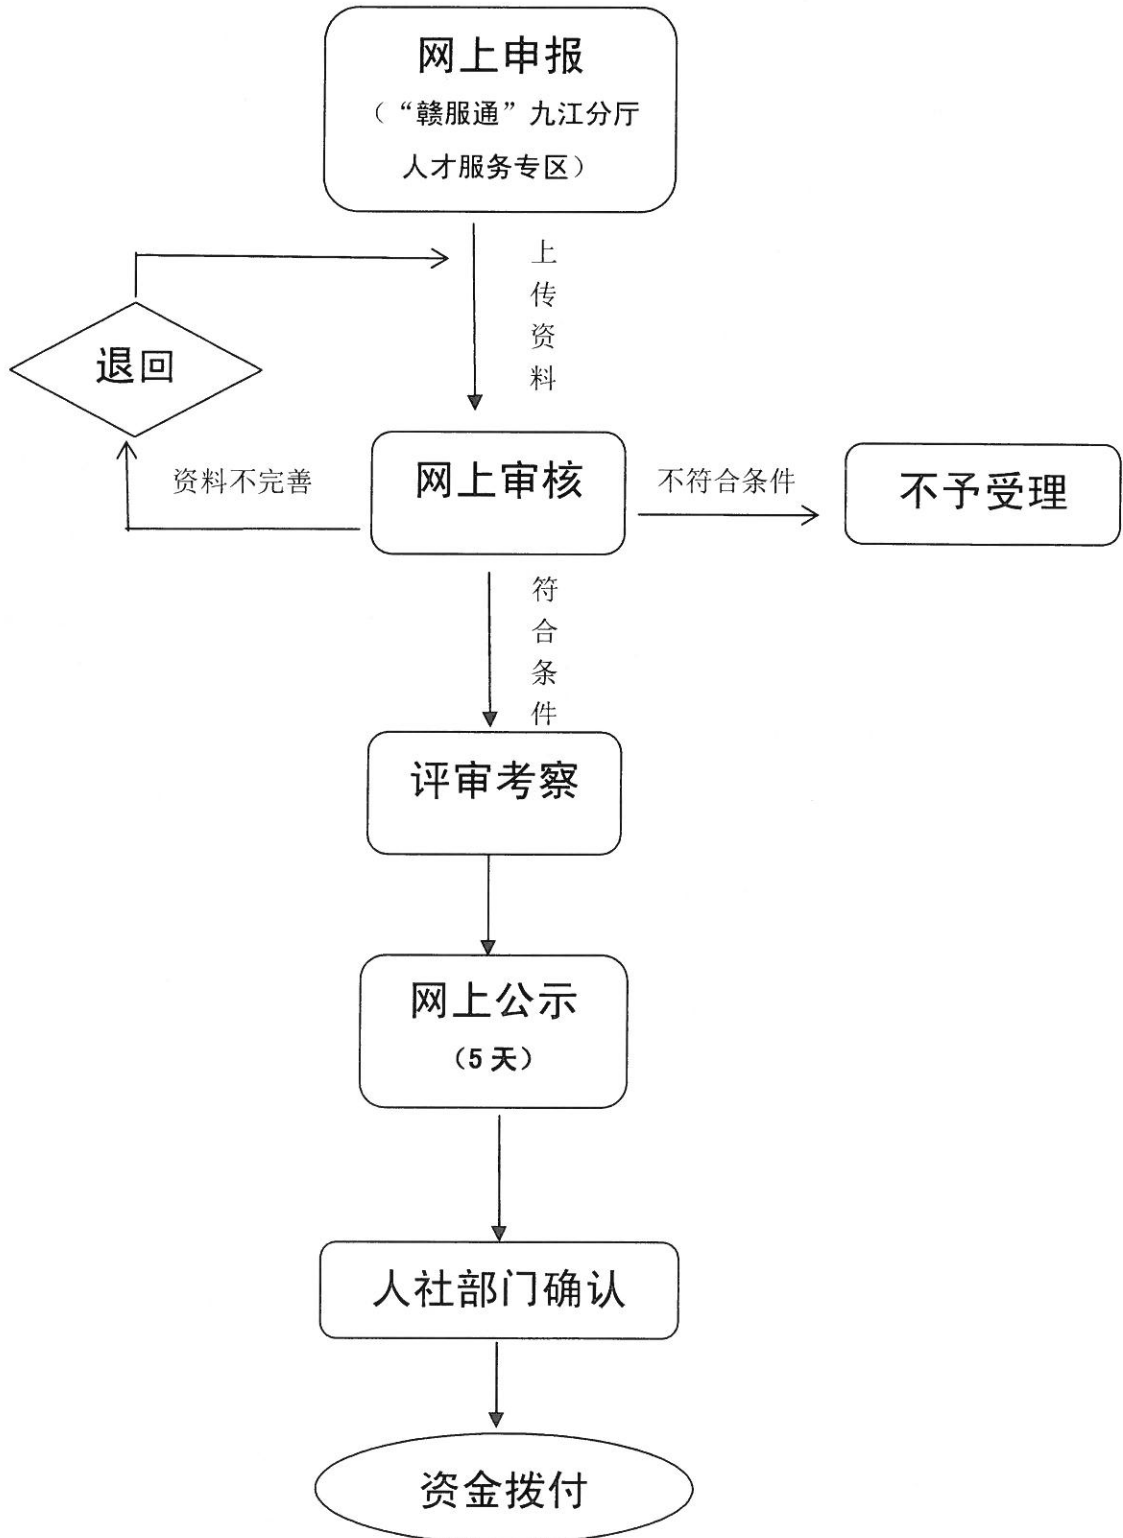 网上申报
（“赣服通”九江分厅
人才服务专区）
上传资料
退回
资料不完善
网上审核
不符合条件
不予受理
符合条件
评审考察
网上公示
（5 天）
人社部门确认
资金拨付